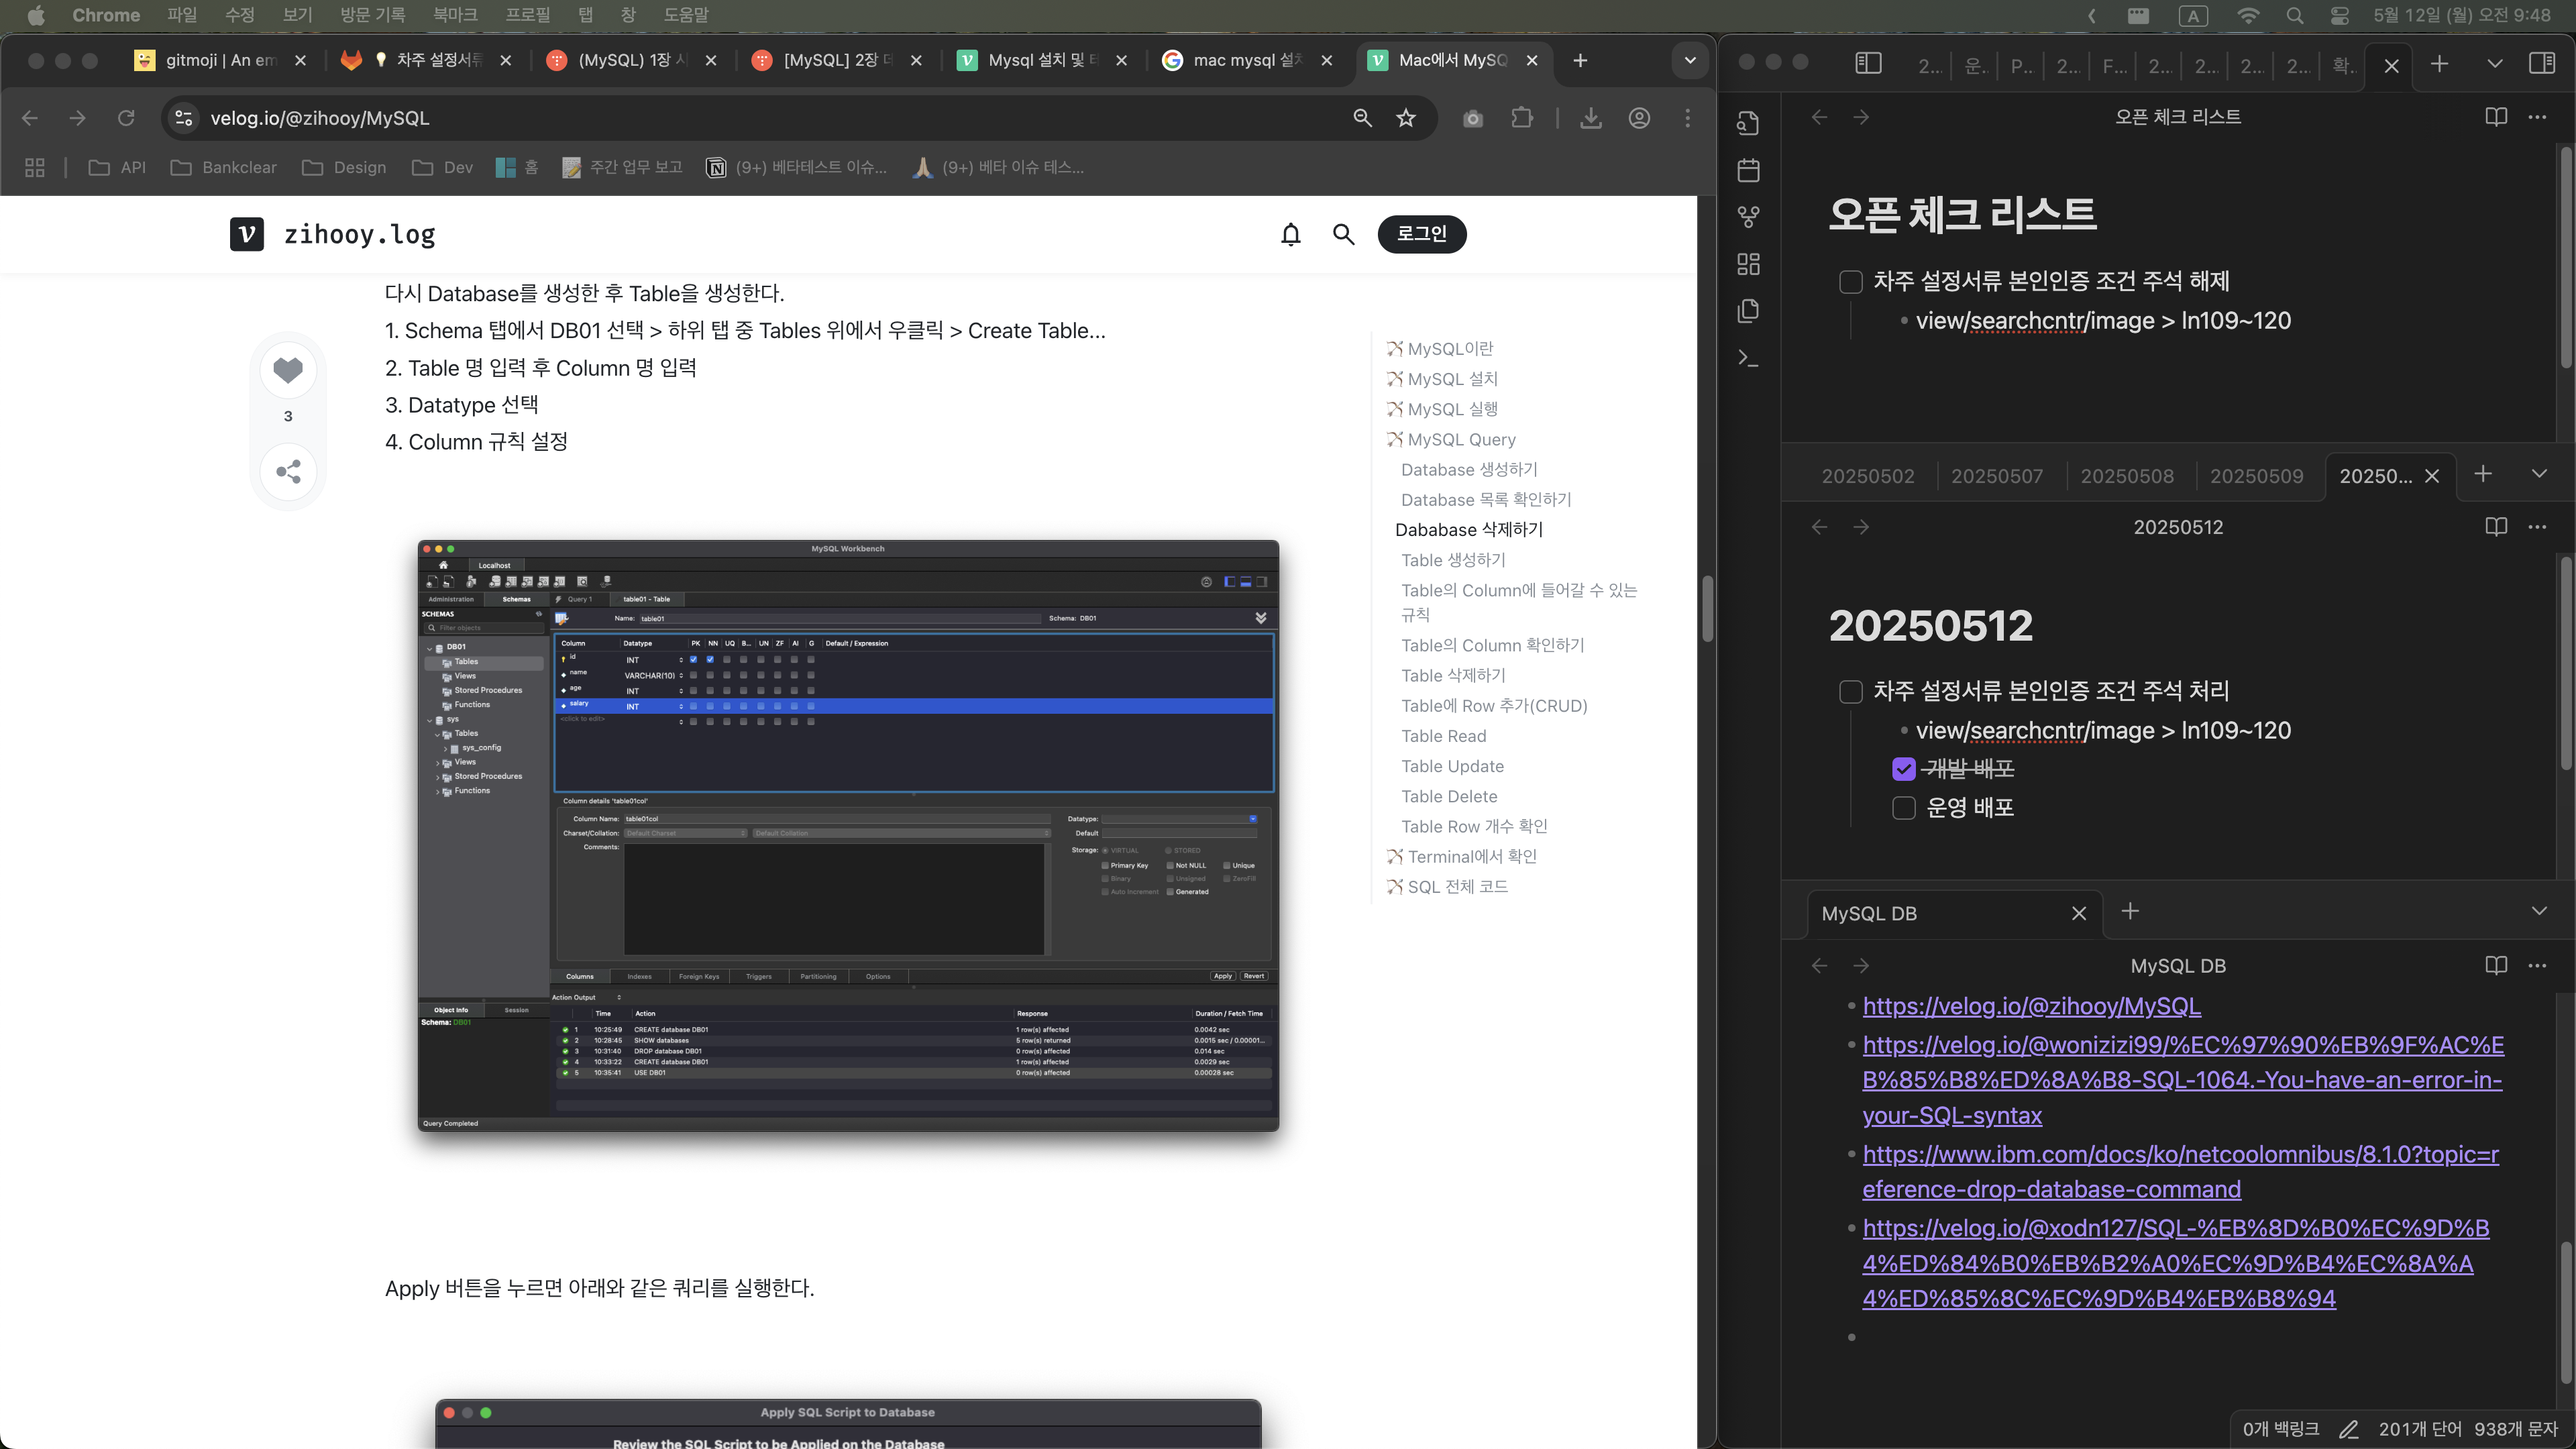 Chrome 파일 수정 보기 방문 기록 북마크 프로필 탭 창 도움말
A 5월 12일 (월) 오전 9:48
gitmoji | An em
차주 설정서류
(MySQL) 1장 시
[MySQL] 2장 데
Mysql 설치 및 터
mac mysql 설치
Mac에서 MySQ
velog.io/@zihooy/MySQL
API Bankclear Design Dev 홈 주간 업무 보고 (9+) 베타테스트 이슈... (9+) 베타 이슈 테스...
zihooy.log
로그인
다시 Database를 생성한 후 Table을 생성한다.
1. Schema 탭에서 DB01 선택 > 하위 탭 중 Tables 위에서 우클릭 > Create Table...
2. Table 명 입력 후 Column 명 입력
3. Datatype 선택
4. Column 규칙 설정
3
MySQL이란
MySQL 설치
MySQL 실행
MySQL Query
Database 생성하기
Database 목록 확인하기
Dababase 삭제하기
Table 생성하기
Table의 Column에 들어갈 수 있는
규칙
Table의 Column 확인하기
Table 삭제하기
Table에 Row 추가(CRUD)
Table Read
Table Update
Table Delete
Table Row 개수 확인
Terminal에서 확인
SQL 전체 코드
MySQL Workbench
Localhost
Administration Schemas Query 1 table01 - Table
SCHEMAS
Filter objects
DB01
Tables
Views
Stored Procedures
Functions
sys
Tables
sys_config
Views
Stored Procedures
Functions
Name: table01 Schema: DB01
Column Datatype PK NN UQ B... UN ZF AI G Default / Expression
id INT
name VARCHAR(10)
age INT
salary INT
<click to edit>
Column details 'table01col'
Column Name: table01col Datatype:
Charset/Collation: Default Charset Default Collation Default
Comments: Storage: VIRTUAL STORED
Primary Key Not NULL Unique
Binary Unsigned ZeroFill
Auto Increment Generated
Columns Indexes Foreign Keys Triggers Partitioning Options Apply Revert
Action Output
Time Action Response Duration / Fetch Time
1 10:25:49 CREATE database DB01 1 row(s) affected 0.0042 sec
2 10:28:45 SHOW databases 5 row(s) returned 0.0015 sec / 0.00001...
3 10:31:40 DROP database DB01 0 row(s) affected 0.014 sec
4 10:33:22 CREATE database DB01 1 row(s) affected 0.0029 sec
5 10:35:41 USE DB01 0 row(s) affected 0.00028 sec
Object Info Session
Schema: DB01
Query Completed
Apply 버튼을 누르면 아래와 같은 쿼리를 실행한다.
Apply SQL Script to Database
Review the SQL Script to be Applied on the Database
2... 운.. P... 2... F... 2... 2... 2... 2... 확..
오픈 체크 리스트
오픈 체크 리스트
차주 설정서류 본인인증 조건 주석 해제
view/searchcntr/image > ln109~120
20250502 20250507 20250508 20250509 20250...
20250512
20250512
차주 설정서류 본인인증 조건 주석 처리
view/searchcntr/image > ln109~120
개발 배포
운영 배포
MySQL DB
MySQL DB
https://velog.io/@zihooy/MySQL
https://velog.io/@wonizizi99/%EC%97%90%EB%9F%AC%E
B%85%B8%ED%8A%B8-SQL-1064.-You-have-an-error-in-
your-SQL-syntax
https://www.ibm.com/docs/ko/netcoolomnibus/8.1.0?topic=r
eference-drop-database-command
https://velog.io/@xodn127/SQL-%EB%8D%B0%EC%9D%B
4%ED%84%B0%EB%B2%A0%EC%9D%B4%EC%8A%A
4%ED%85%8C%EC%9D%B4%EB%B8%94
0개 백링크 201개 단어 938개 문자